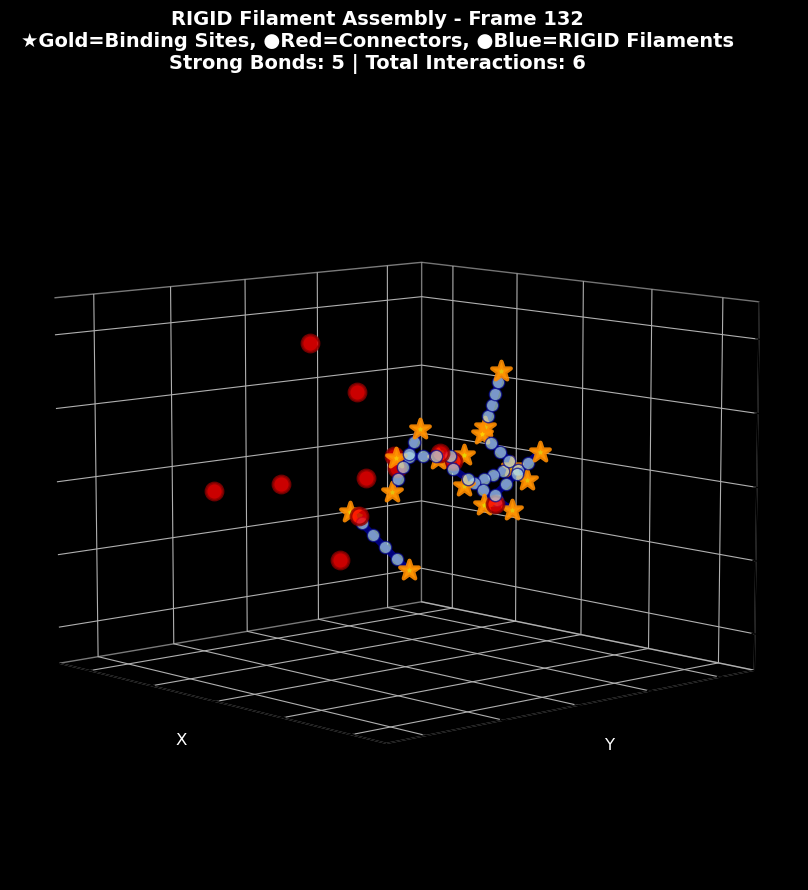 RIGID Filament Assembly - Frame 132
★Gold=Binding Sites, ●Red=Connectors, ●Blue=RIGID Filaments
Strong Bonds: 5 | Total Interactions: 6
X
Y